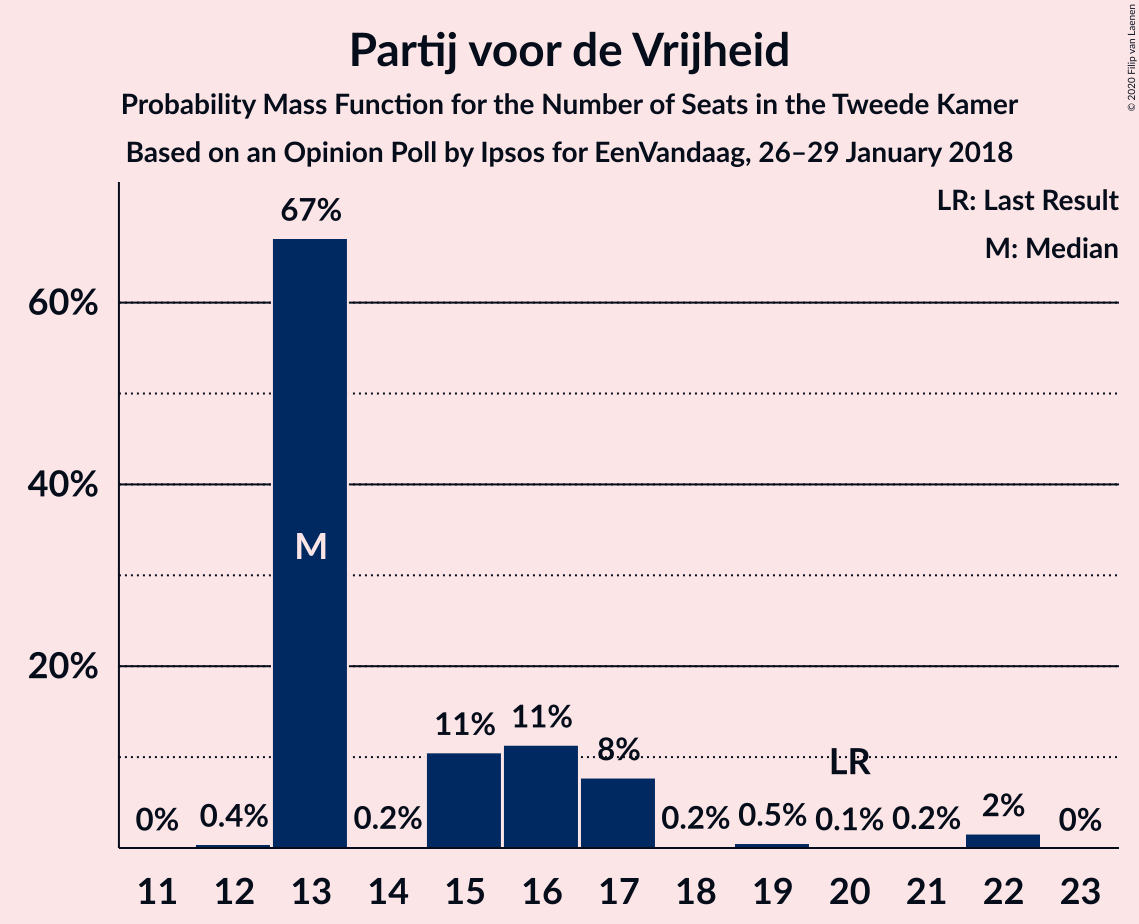 Partij voor de Vrijheid
Probability Mass Function for the Number of Seats in the Tweede Kamer
Based on an Opinion Poll by Ipsos for EenVandaag, 26–29 January 2018
© 2020 Filip van Laenen
LR: Last Result
M: Median
67%
60%
M
40%
20%
11% 11% 8% LR
0% 0.4% 0.2% 0.2% 0.5% 0.1% 0.2% 2% 0%
11 12 13 14 15 16 17 18 19 20 21 22 23